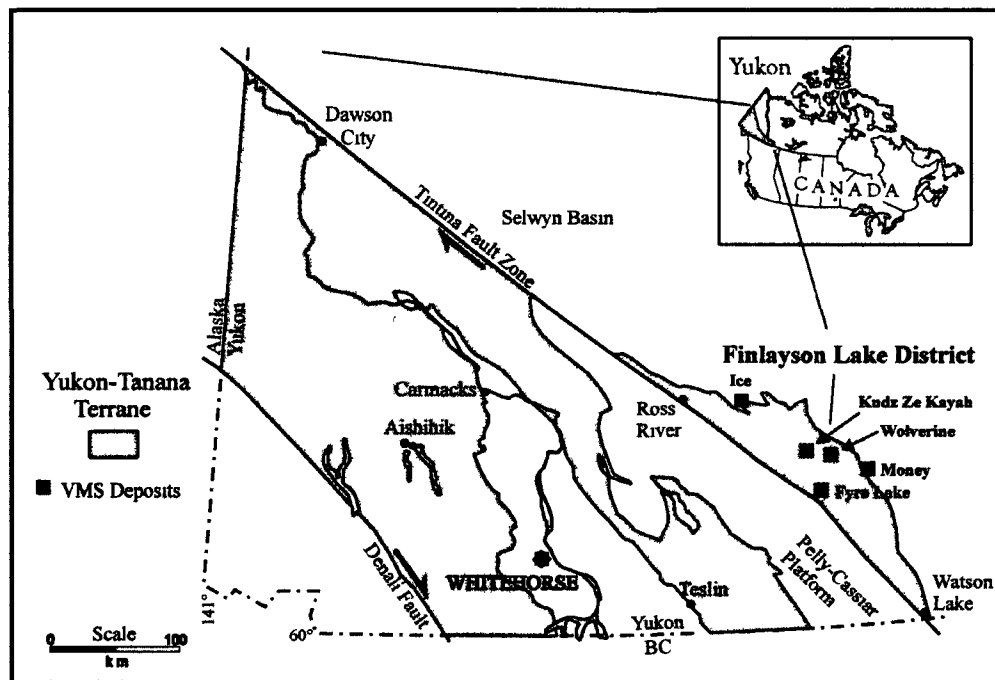 Yukon
CANADA
Dawson
City
Tintina Fault Zone
Selwyn Basin
Alaska
Yukon
Yukon-Tanana
Terrane
VMS Deposits
Carmacks
Aishihik
Ross
River
Finlayson Lake District
Ice
Kudz Ze Kayah
Wolverine
Money
Fyre Lake
Denali Fault
WHITEHORSE
Teslin
Pelly-Cassiar
Platform
Watson
Lake
141°
60°
Yukon
BC
0 Scale 100
km